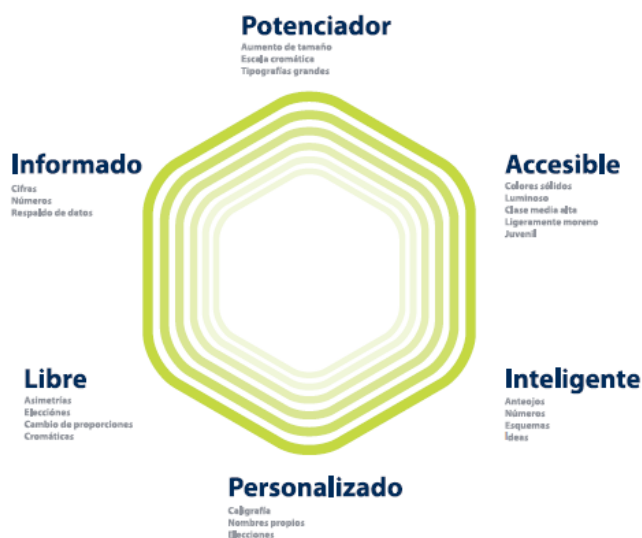 Potenciador
Aumento de tamaño
Escala cromática
Tipografías grandes
Informado
Cifras
Números
Respaldo de datos
Accesible
Colores sólidos
Luminoso
Clase media alta
Ligeramente moreno
Juvenil
Libre
Asimetrías
Elecciónes
Cambio de proporciones
Cromáticas
Inteligente
Anteojos
Números
Esquemas
Ídeas
Personalizado
Caligrafía
Nombres propios
Elecciones